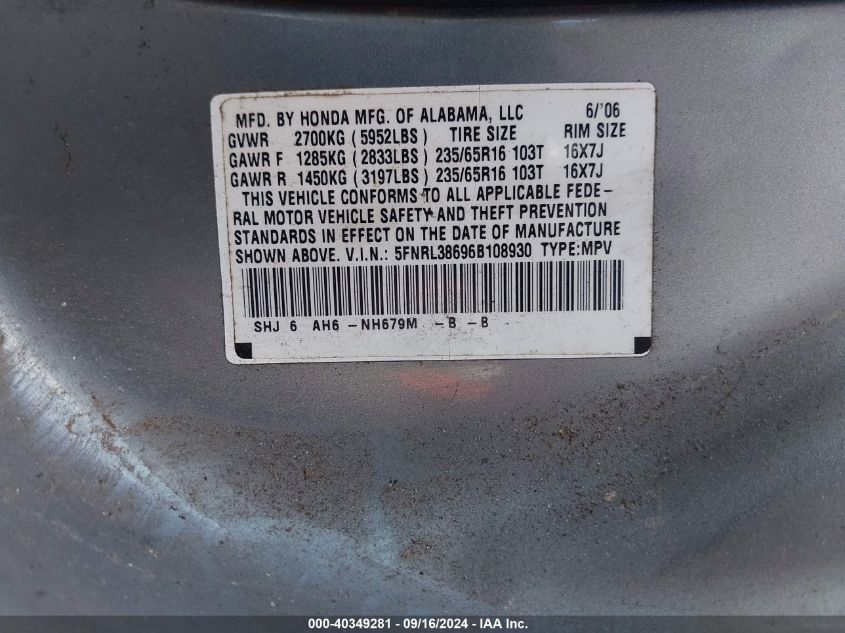 MFD. BY HONDA MFG. OF ALABAMA, LLC 6/'06
GVWR 2700KG (5952LBS) TIRE SIZE RIM SIZE
GAWR F 1285KG (2833LBS) 235/65R16 103T 16X7J
GAWR R 1450KG (3197LBS) 235/65R16 103T 16X7J
THIS VEHICLE CONFORMS TO ALL APPLICABLE FEDE-
RAL MOTOR VEHICLE SAFETY AND THEFT PREVENTION
STANDARDS IN EFFECT ON THE DATE OF MANUFACTURE
SHOWN ABOVE. V.I.N.: 5FNRL38696B108930 TYPE:MPV
SHJ 6 AH6 -NH679M -B -B
000-40349281 - 09/16/2024 - IAA Inc.